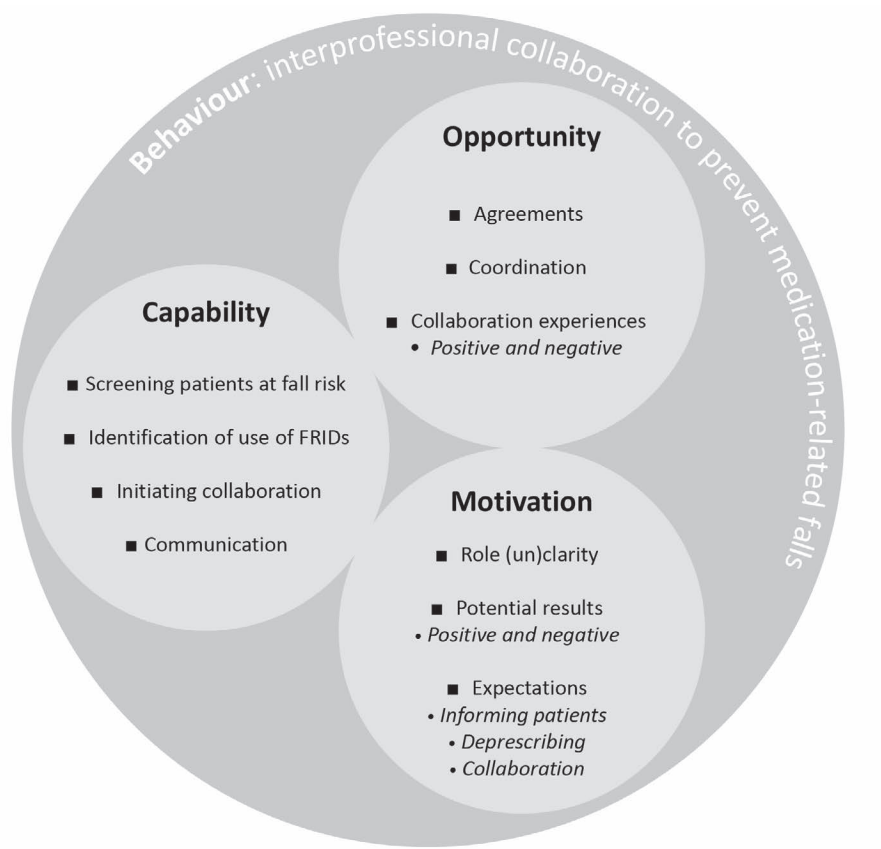 Behaviour: interprofessional collaboration to prevent medication-related falls
Opportunity
■ Agreements
■ Coordination
■ Collaboration experiences
• Positive and negative
Capability
■ Screening patients at fall risk
■ Identification of use of FRIDs
■ Initiating collaboration
■ Communication
Motivation
■ Role (un)clarity
■ Potential results
• Positive and negative
■ Expectations
• Informing patients
• Deprescribing
• Collaboration